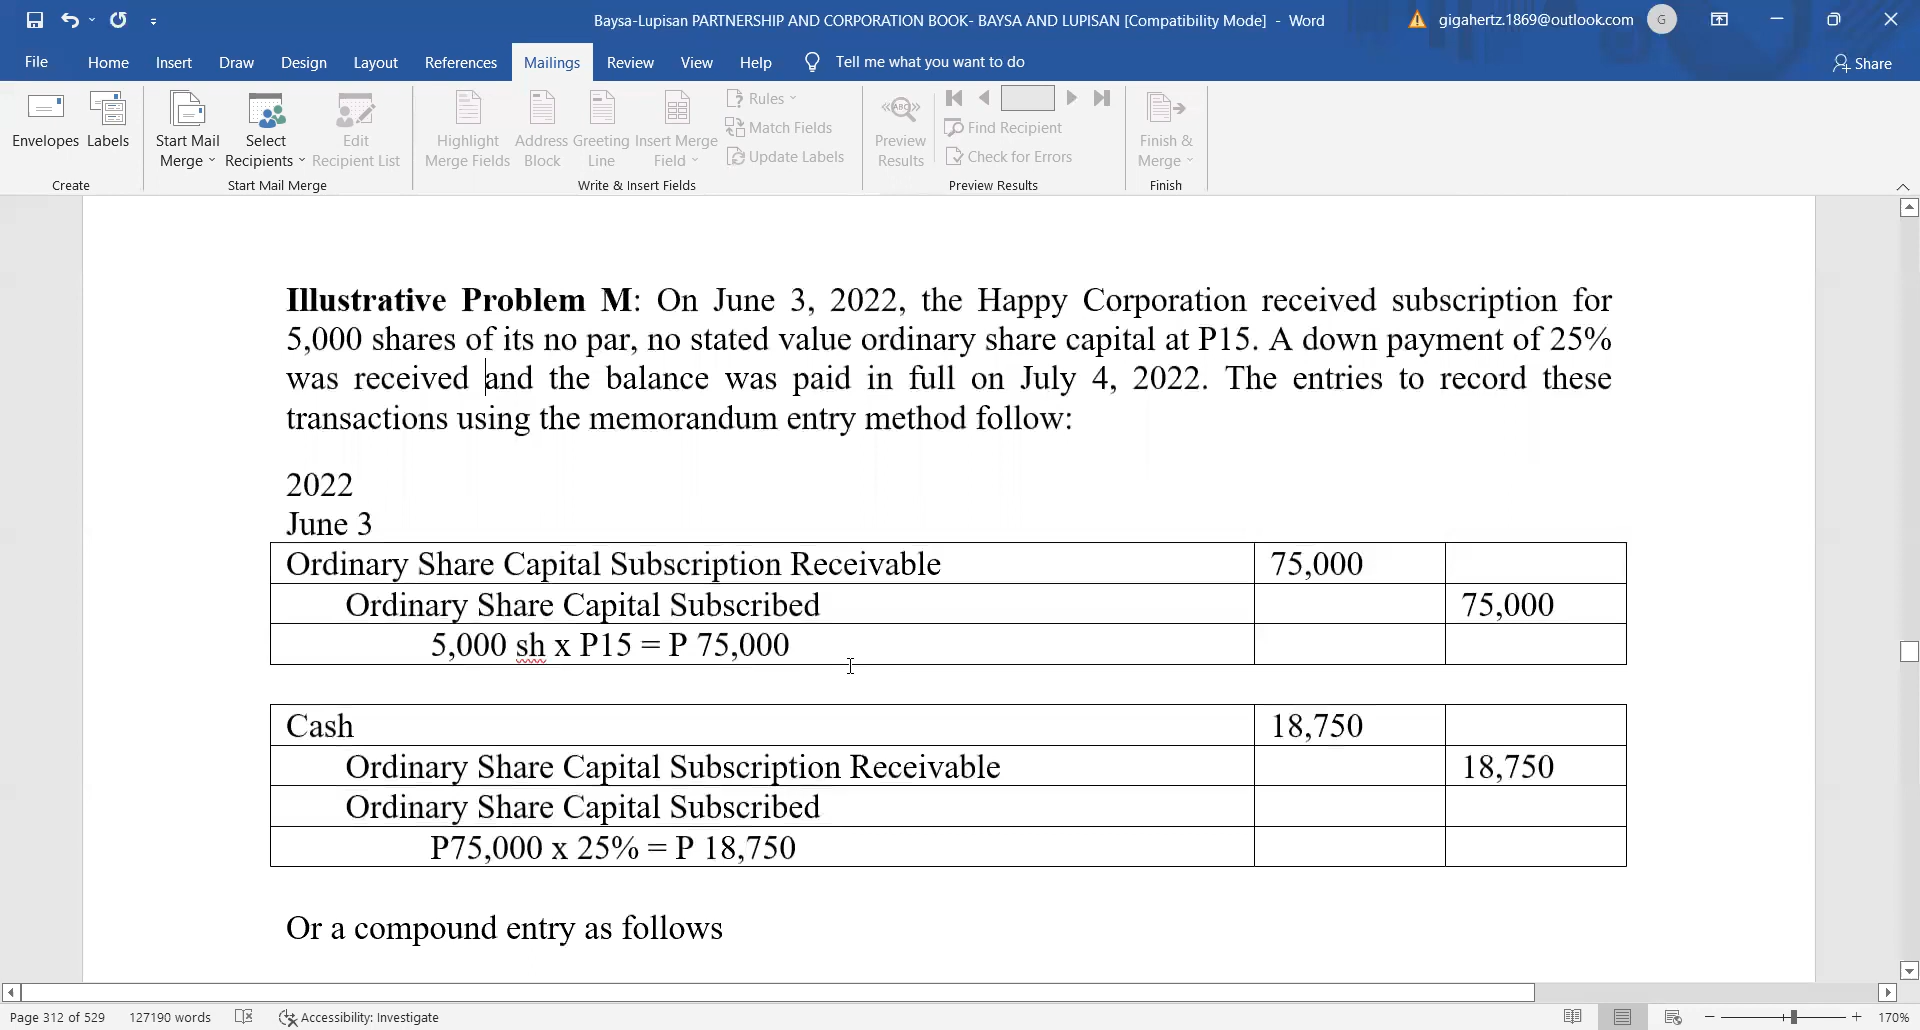 Baysa-Lupisan PARTNERSHIP AND CORPORATION BOOK- BAYSA AND LUPISAN [Compatibility Mode] - Word
gigahertz.1869@outlook.com
G
File Home Insert Draw Design Layout References Mailings Review View Help Tell me what you want to do
Share
Envelopes
Labels
Create
Start Mail
Merge
Select
Recipients
Edit
Recipient List
Start Mail Merge
Highlight
Merge Fields
Address
Block
Greeting
Line
Insert Merge
Field
Rules
Match Fields
Update Labels
Write & Insert Fields
ABC
Preview
Results
Find Recipient
Check for Errors
Preview Results
Finish &
Merge
Finish
Illustrative Problem M: On June 3, 2022, the Happy Corporation received subscription for
5,000 shares of its no par, no stated value ordinary share capital at P15. A down payment of 25%
was received and the balance was paid in full on July 4, 2022. The entries to record these
transactions using the memorandum entry method follow:
2022
June 3
Ordinary Share Capital Subscription Receivable 75,000
Ordinary Share Capital Subscribed 75,000
5,000 sh x P15 = P 75,000
Cash 18,750
Ordinary Share Capital Subscription Receivable 18,750
Ordinary Share Capital Subscribed
P75,000 x 25% = P 18,750
Or a compound entry as follows
Page 312 of 529 127190 words Accessibility: Investigate 170%